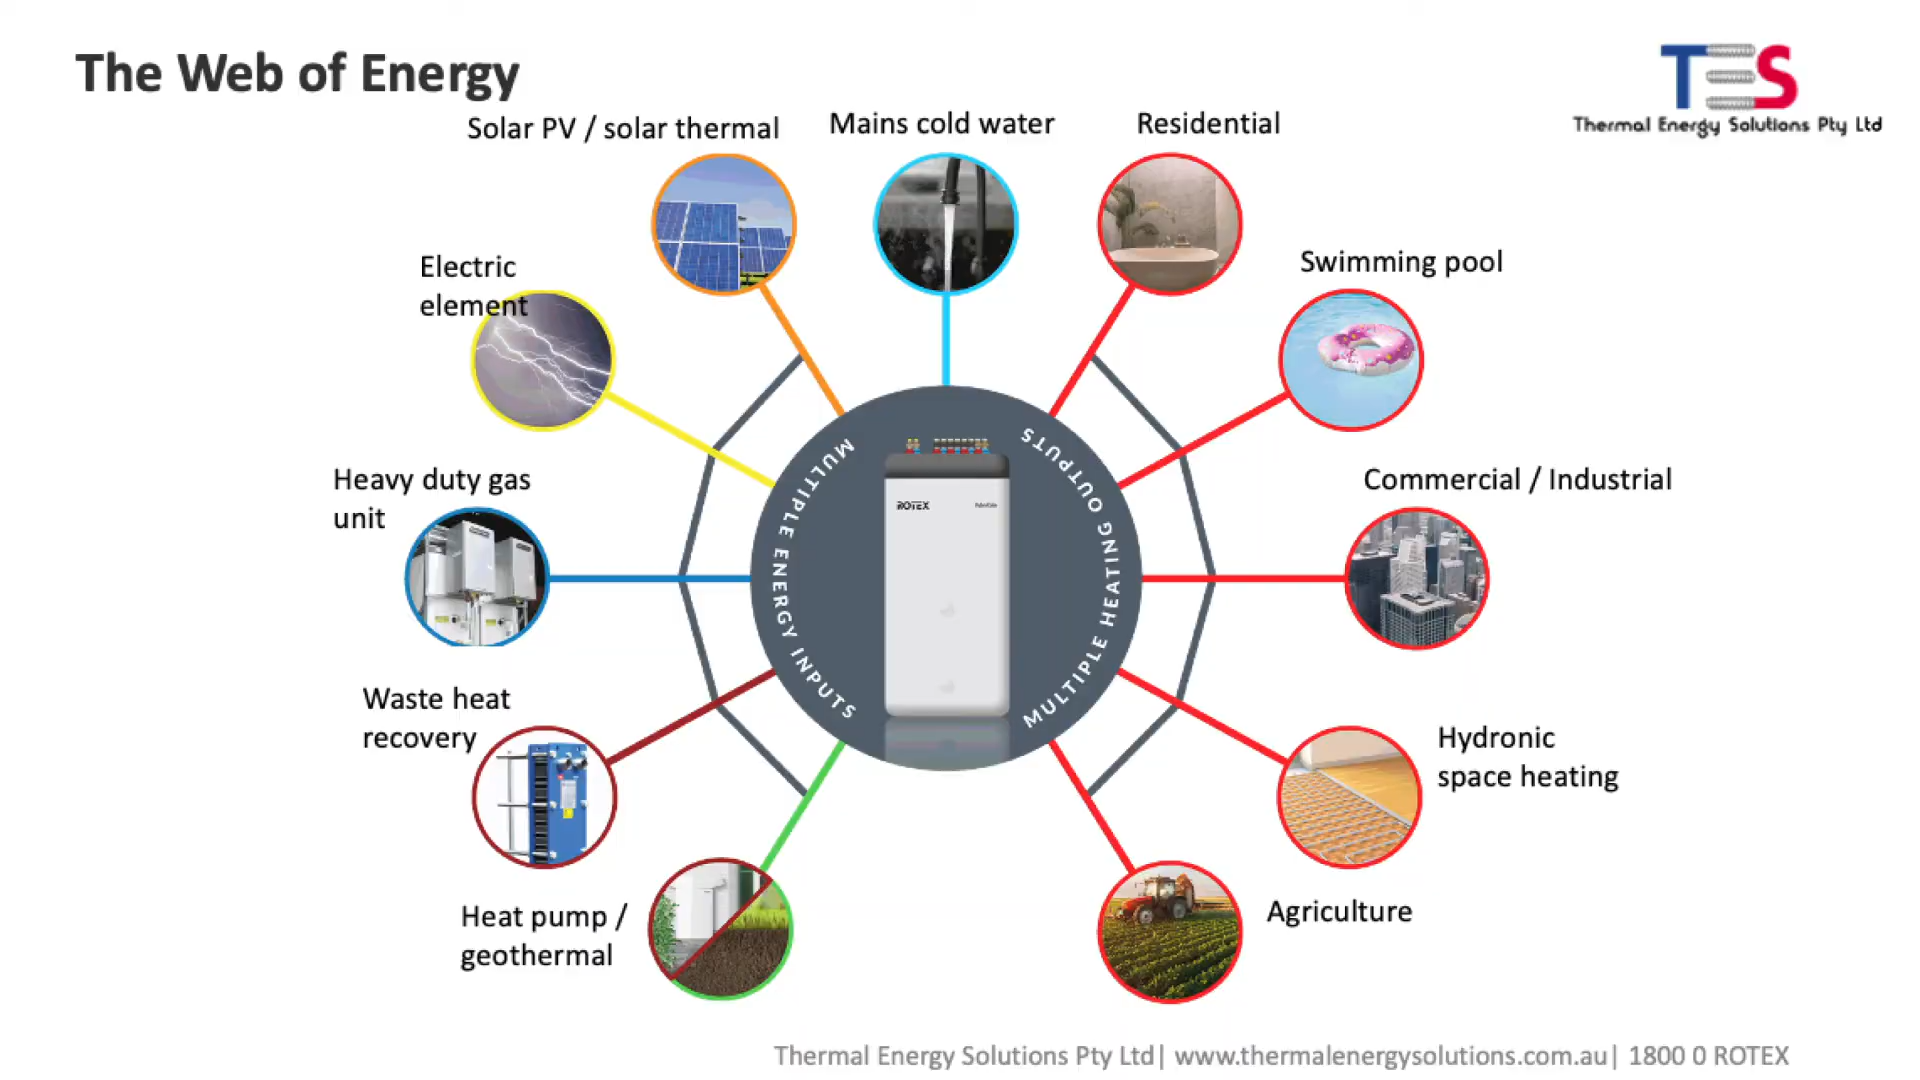 The Web of Energy
TES
Thermal Energy Solutions Pty Ltd
Solar PV / solar thermal
Mains cold water
Residential
Electric
element
Swimming pool
Heavy duty gas
unit
Commercial / Industrial
MULTIPLE ENERGY INPUTS
MULTIPLE HEATING OUTPUTS
ROTEX
Waste heat
recovery
Hydronic
space heating
Heat pump /
geothermal
Agriculture
Thermal Energy Solutions Pty Ltd| www.thermalenergysolutions.com.au| 1800 0 ROTEX